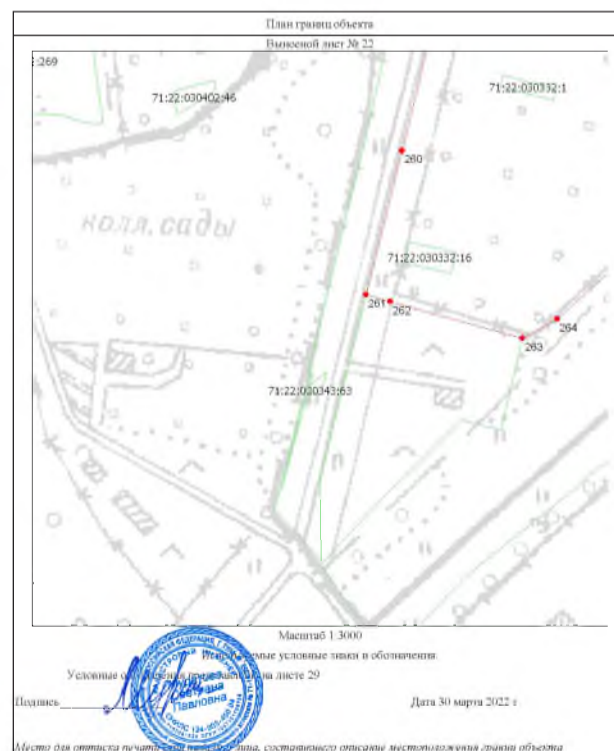 План границ объекта
Выносной лист № 22
:269
71:22:030402:46
71:22:030332:1
260
колл. сады
71:22:030332:16
261
262
264
263
71:22:030343:63
Масштаб 1:3000
Используемые условные знаки и обозначения:
Условные обозначения представлены на листе 29
Подпись
Павловна
Дата 30 марта 2022 г
Место для оттиска печати лица, составившего описание местоположения границ объекта